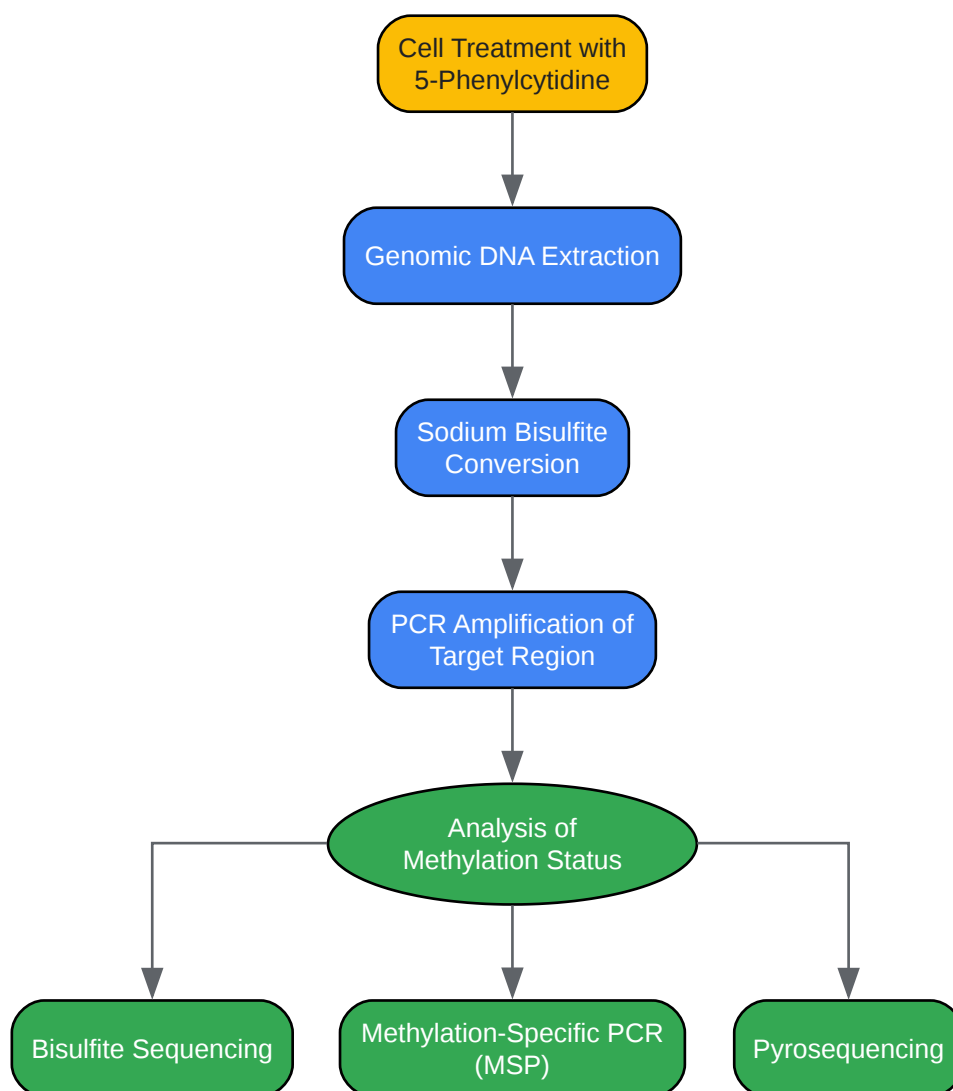 Cell Treatment with
5-Phenylcytidine
Genomic DNA Extraction
Sodium Bisulfite
Conversion
PCR Amplification of
Target Region
Analysis of
Methylation Status
Bisulfite Sequencing
Methylation-Specific PCR
(MSP)
Pyrosequencing